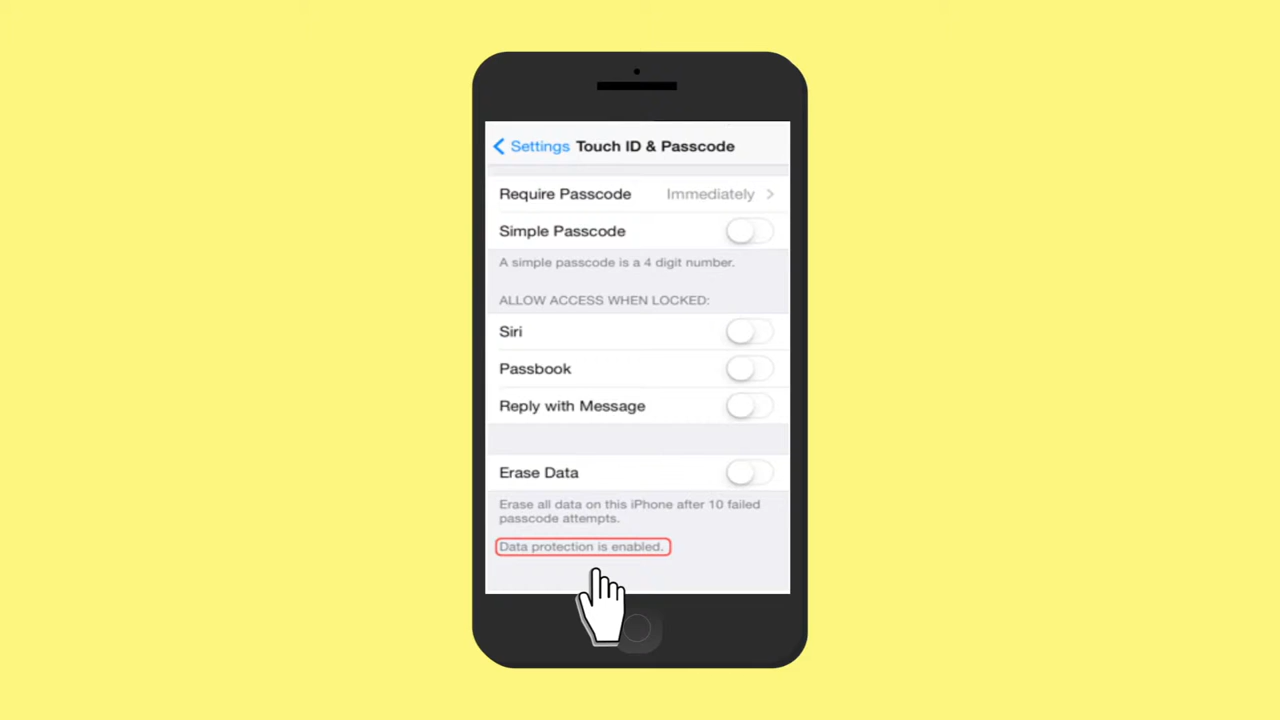 Settings Touch ID & Passcode
Require Passcode Immediately
Simple Passcode
A simple passcode is a 4 digit number.
ALLOW ACCESS WHEN LOCKED:
Siri
Passbook
Reply with Message
Erase Data
Erase all data on this iPhone after 10 failed
passcode attempts.
Data protection is enabled.